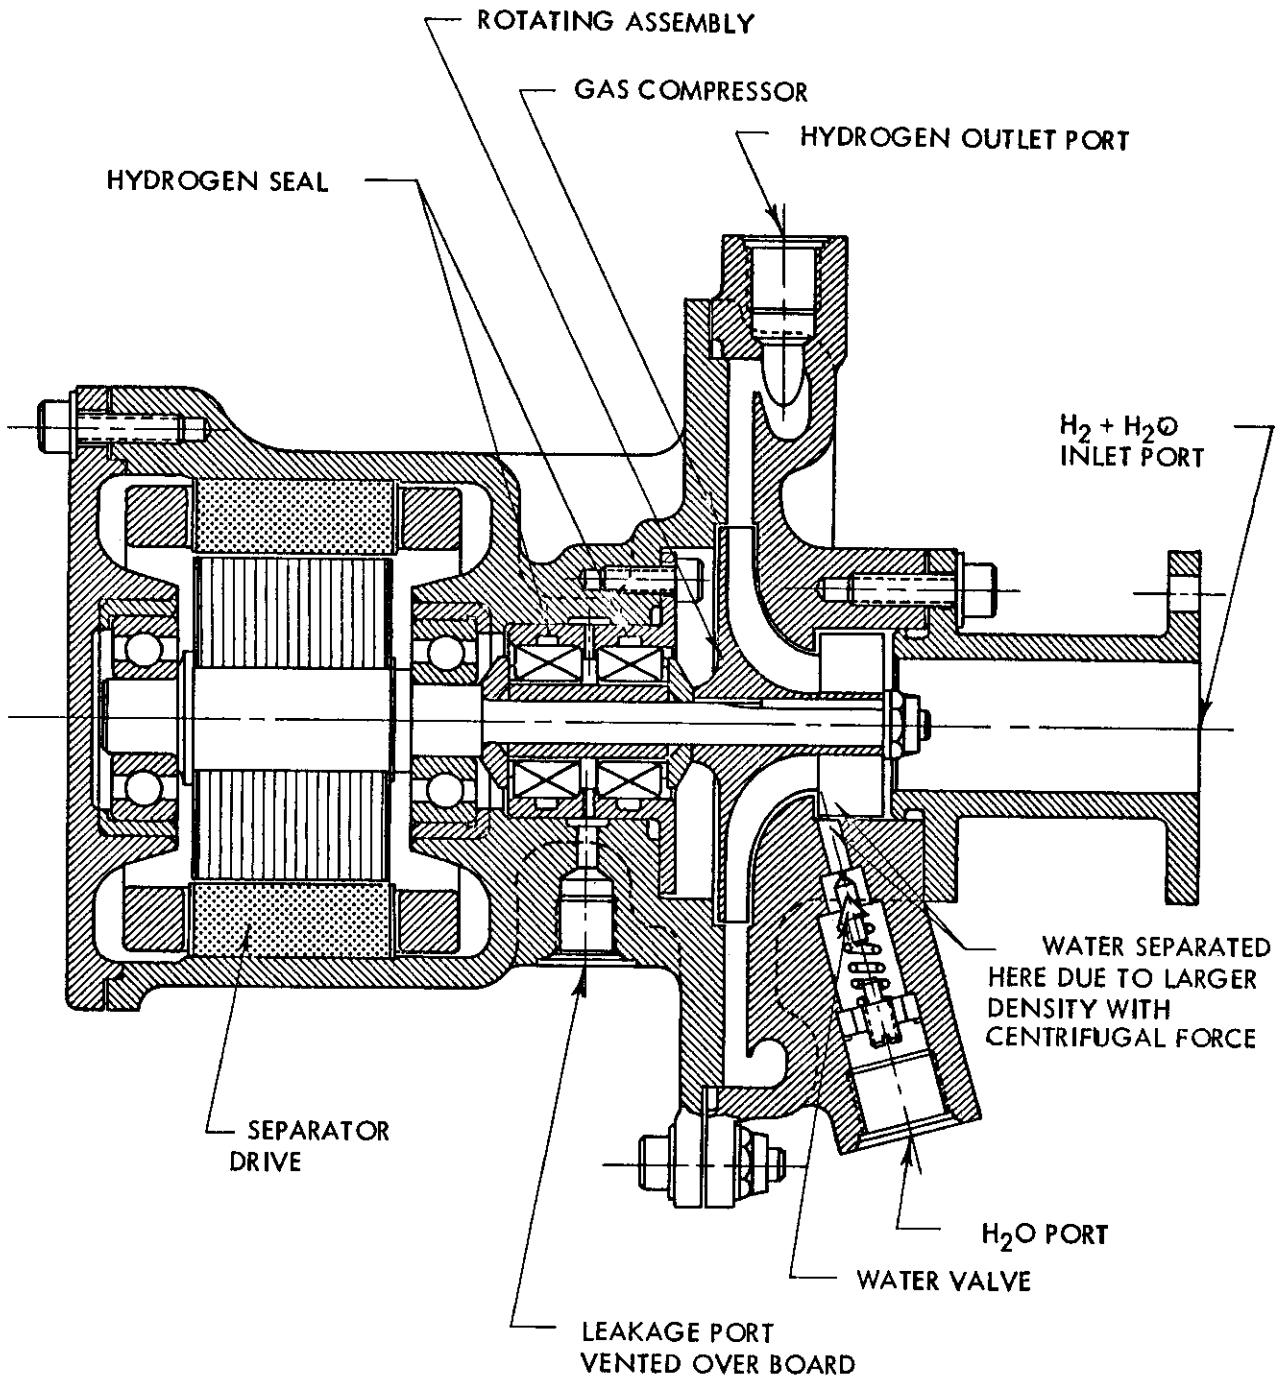 ROTATING ASSEMBLY
GAS COMPRESSOR
HYDROGEN OUTLET PORT
HYDROGEN SEAL
H₂ + H₂O
INLET PORT
WATER SEPARATED
HERE DUE TO LARGER
DENSITY WITH
CENTRIFUGAL FORCE
SEPARATOR
DRIVE
H₂O PORT
WATER VALVE
LEAKAGE PORT
VENTED OVER BOARD